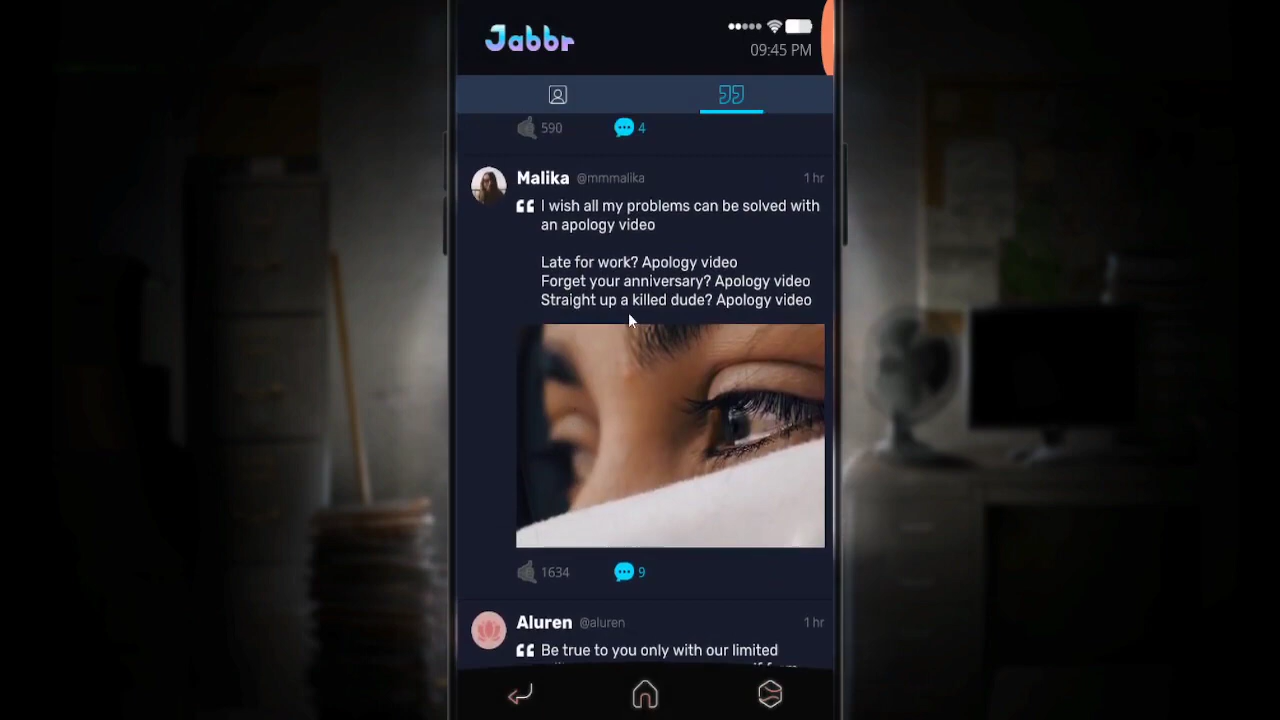 Jabbr
09:45 PM
590
4
Malika @mmmalika 1 hr
I wish all my problems can be solved with
an apology video
Late for work? Apology video
Forget your anniversary? Apology video
Straight up a killed dude? Apology video
1634
9
Aluren @aluren 1 hr
Be true to you only with our limited